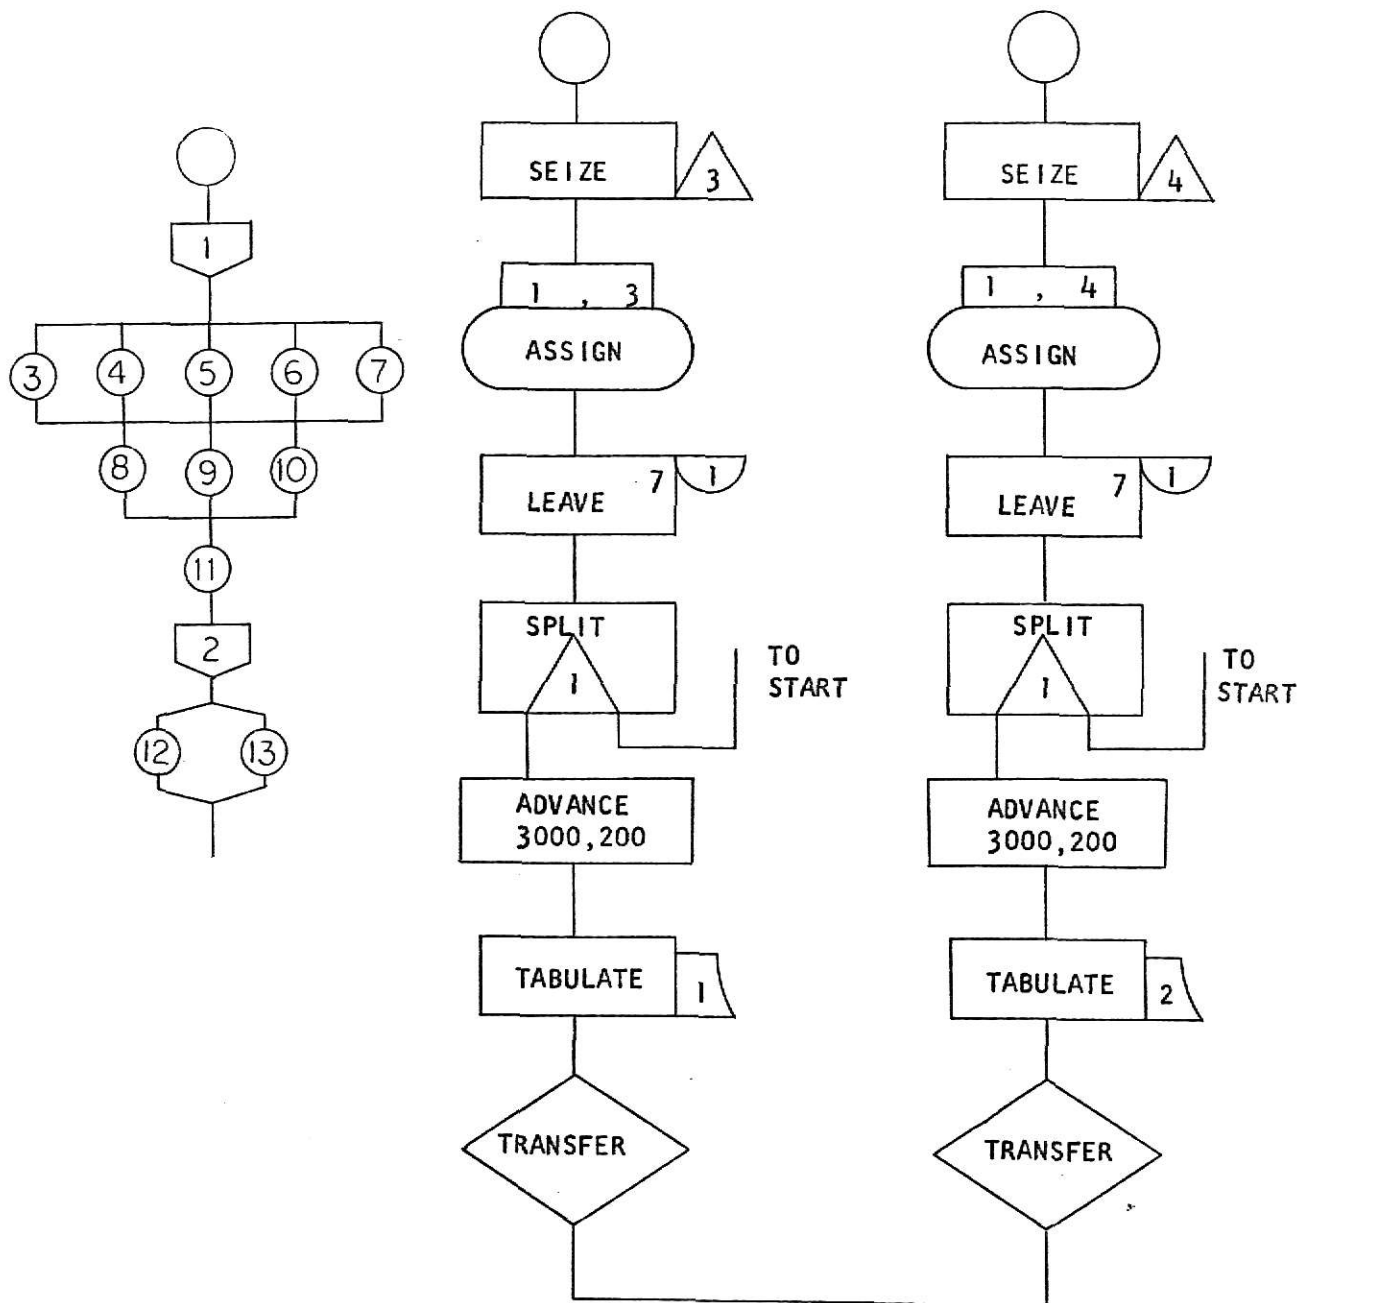 1
3 4 5 6 7
8 9 10
11
2
12 13
SEIZE 3
1 , 3
ASSIGN
7 1
LEAVE
SPLIT
1
TO
START
ADVANCE
3000,200
TABULATE 1
TRANSFER
SEIZE 4
1 , 4
ASSIGN
7 1
LEAVE
SPLIT
1
TO
START
ADVANCE
3000,200
TABULATE 2
TRANSFER